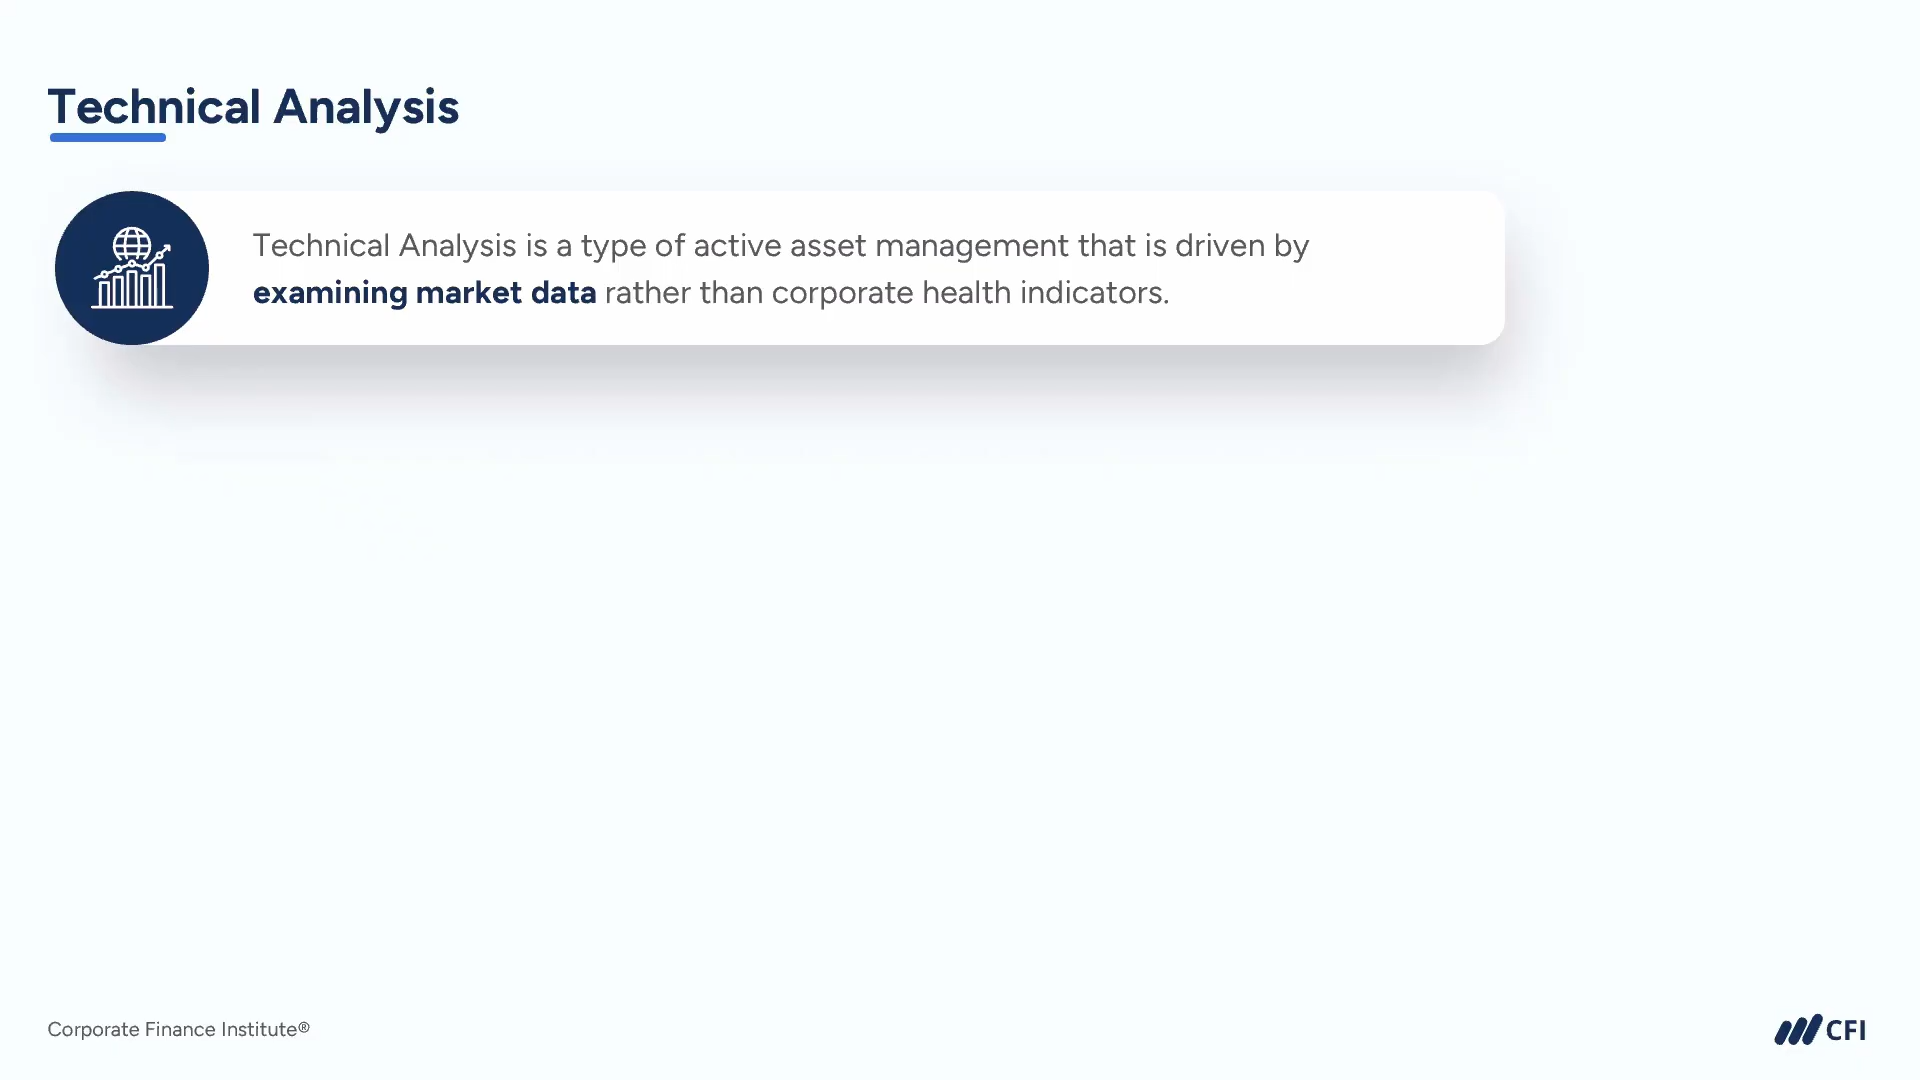 Technical Analysis
Technical Analysis is a type of active asset management that is driven by
examining market data rather than corporate health indicators.
Corporate Finance Institute®
CFI